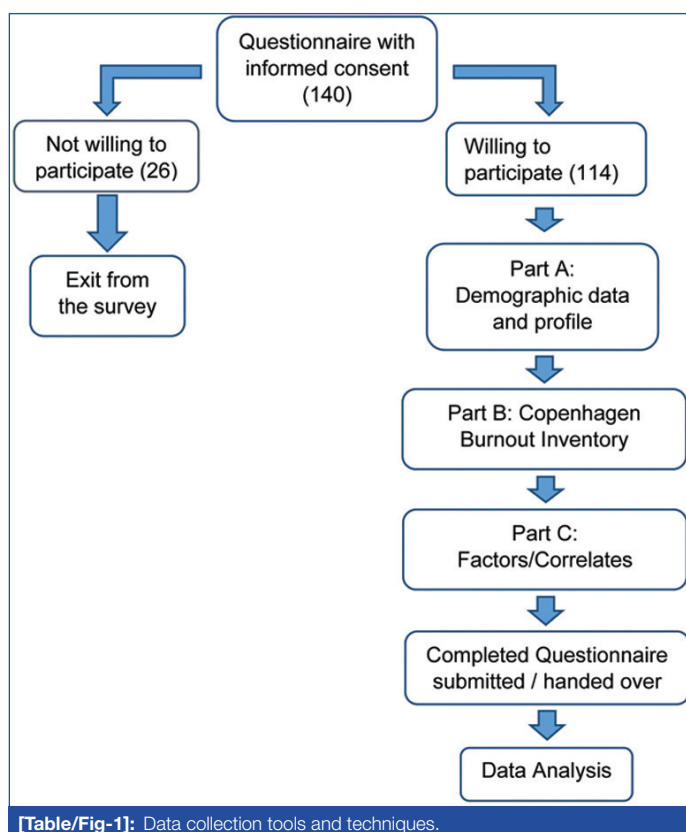 Questionnaire with
informed consent
(140)
Not willing to
participate (26)
Willing to
participate (114)
Exit from
the survey
Part A:
Demographic data
and profile
Part B: Copenhagen
Burnout Inventory
Part C:
Factors/Correlates
Completed Questionnaire
submitted / handed over
Data Analysis
[Table/Fig-1]: Data collection tools and techniques.